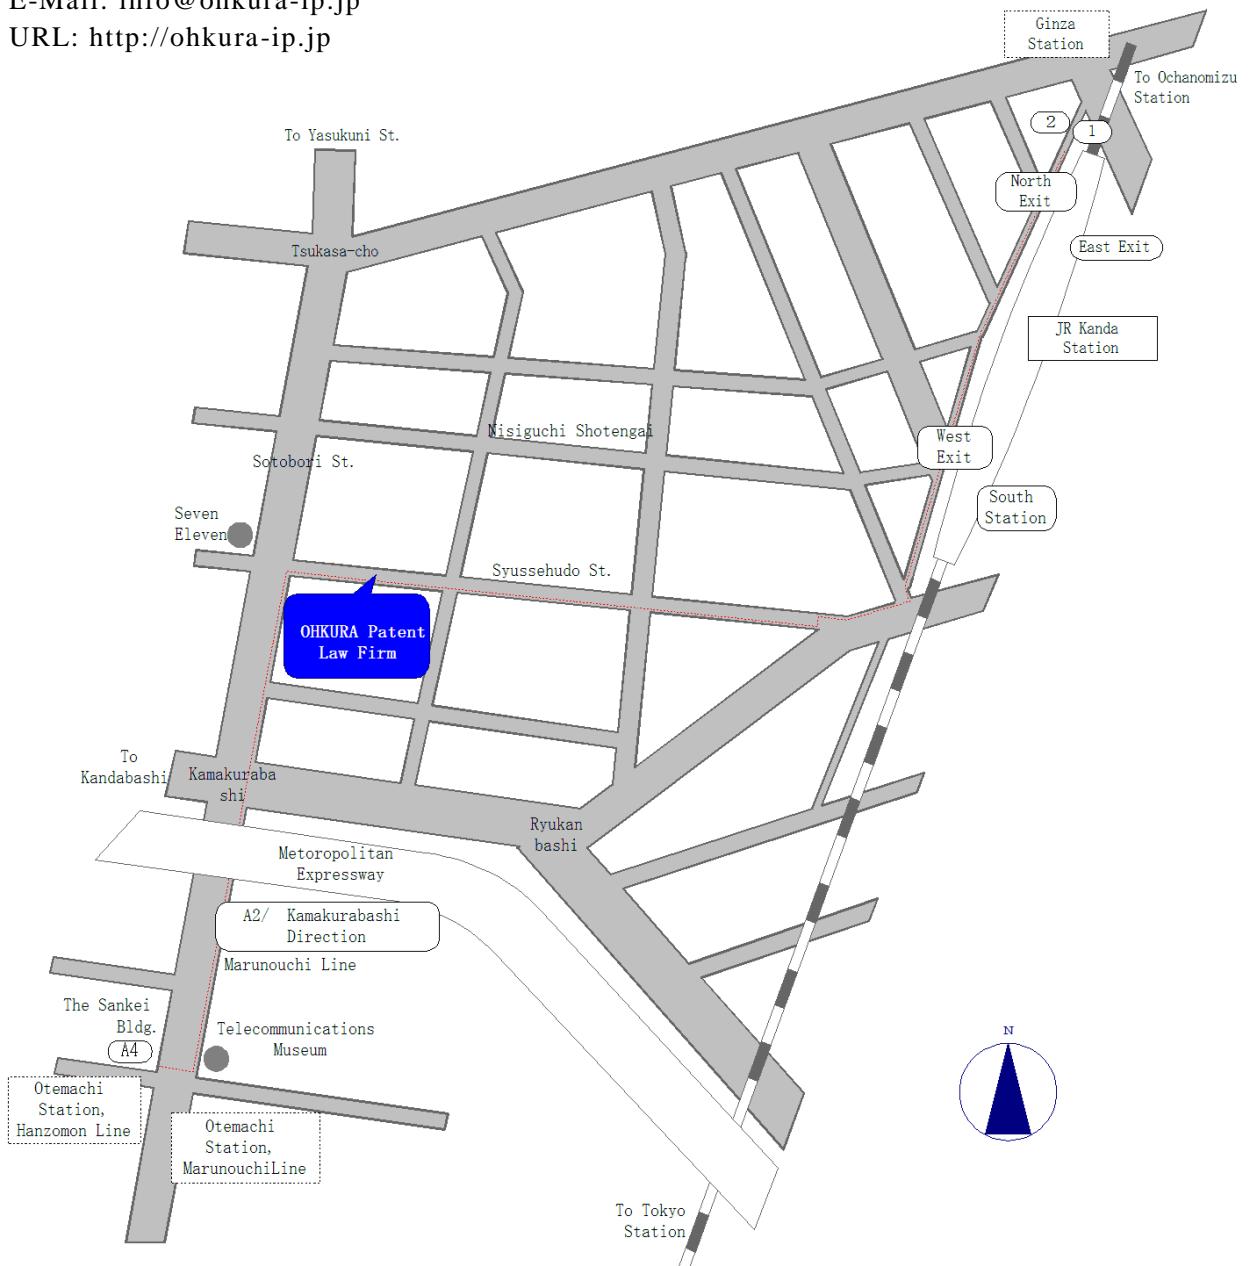 E-Mail: info@ohkura-ip.jp
URL: http://ohkura-ip.jp
Ginza
Station
To Ochanomizu
Station
To Yasukuni St.
2
1
North
Exit
Tsukasa-cho
East Exit
JR Kanda
Station
Nisiguchi Shotengai
West
Exit
Sotobori St.
South
Station
Seven
Eleven
Syussehudo St.
OHKURA Patent
Law Firm
To
Kandabashi
Kamakuraba
shi
Ryukan
bashi
Metoropolitan
Expressway
A2/ Kamakurabashi
Direction
Marunouchi Line
The Sankei
Bldg.
A4
Telecommunications
Museum
N
Otemachi
Station,
Hanzomon Line
Otemachi
Station,
MarunouchiLine
To Tokyo
Station